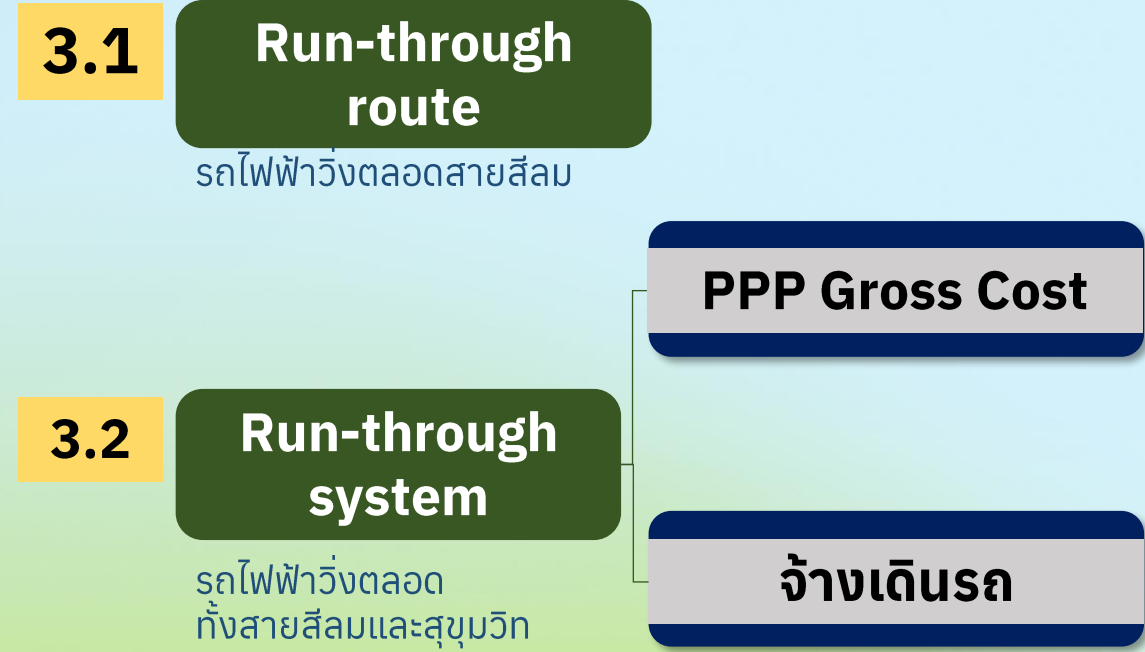 3.1
Run-through
route
รถไฟฟ้าวิ่งตลอดสายสีลม
PPP Gross Cost
3.2
Run-through
system
จ้างเดินรถ
รถไฟฟ้าวิ่งตลอด
ทั้งสายสีลมและสุขุมวิท